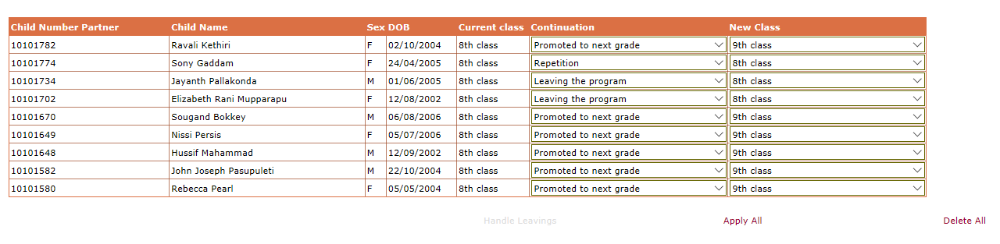 Child Number Partner Child Name Sex DOB Current class Continuation New Class
10101782 Ravali Kethiri F 02/10/2004 8th class Promoted to next grade 9th class
10101774 Sony Gaddam F 24/04/2005 8th class Repetition 8th class
10101734 Jayanth Pallakonda M 01/06/2005 8th class Leaving the program 8th class
10101702 Elizabeth Rani Mupparapu F 12/08/2002 8th class Leaving the program 8th class
10101670 Sougand Bokkey M 06/08/2006 8th class Promoted to next grade 9th class
10101649 Nissi Persis F 05/07/2006 8th class Promoted to next grade 9th class
10101648 Hussif Mahammad M 12/09/2002 8th class Promoted to next grade 9th class
10101582 John Joseph Pasupuleti M 22/10/2004 8th class Promoted to next grade 9th class
10101580 Rebecca Pearl F 05/05/2004 8th class Promoted to next grade 9th class
Handle Leavings Apply All Delete All